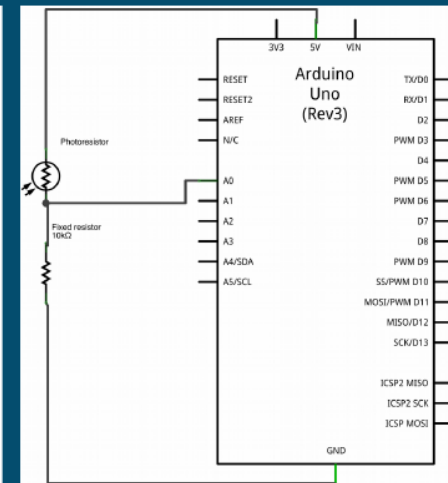 3V3 5V VIN
Arduino
Uno
(Rev3)
RESET
RESET2
AREF
N/C
A0
A1
A2
A3
A4/SDA
A5/SCL
TX/D0
RX/D1
D2
PWM D3
D4
PWM D5
PWM D6
D7
D8
PWM D9
SS/PWM D10
MOSI/PWM D11
MISO/D12
SCK/D13
ICSP2 MISO
ICSP2 SCK
ICSP MOSI
GND
Photoresistor
Fixed resistor
10kΩ